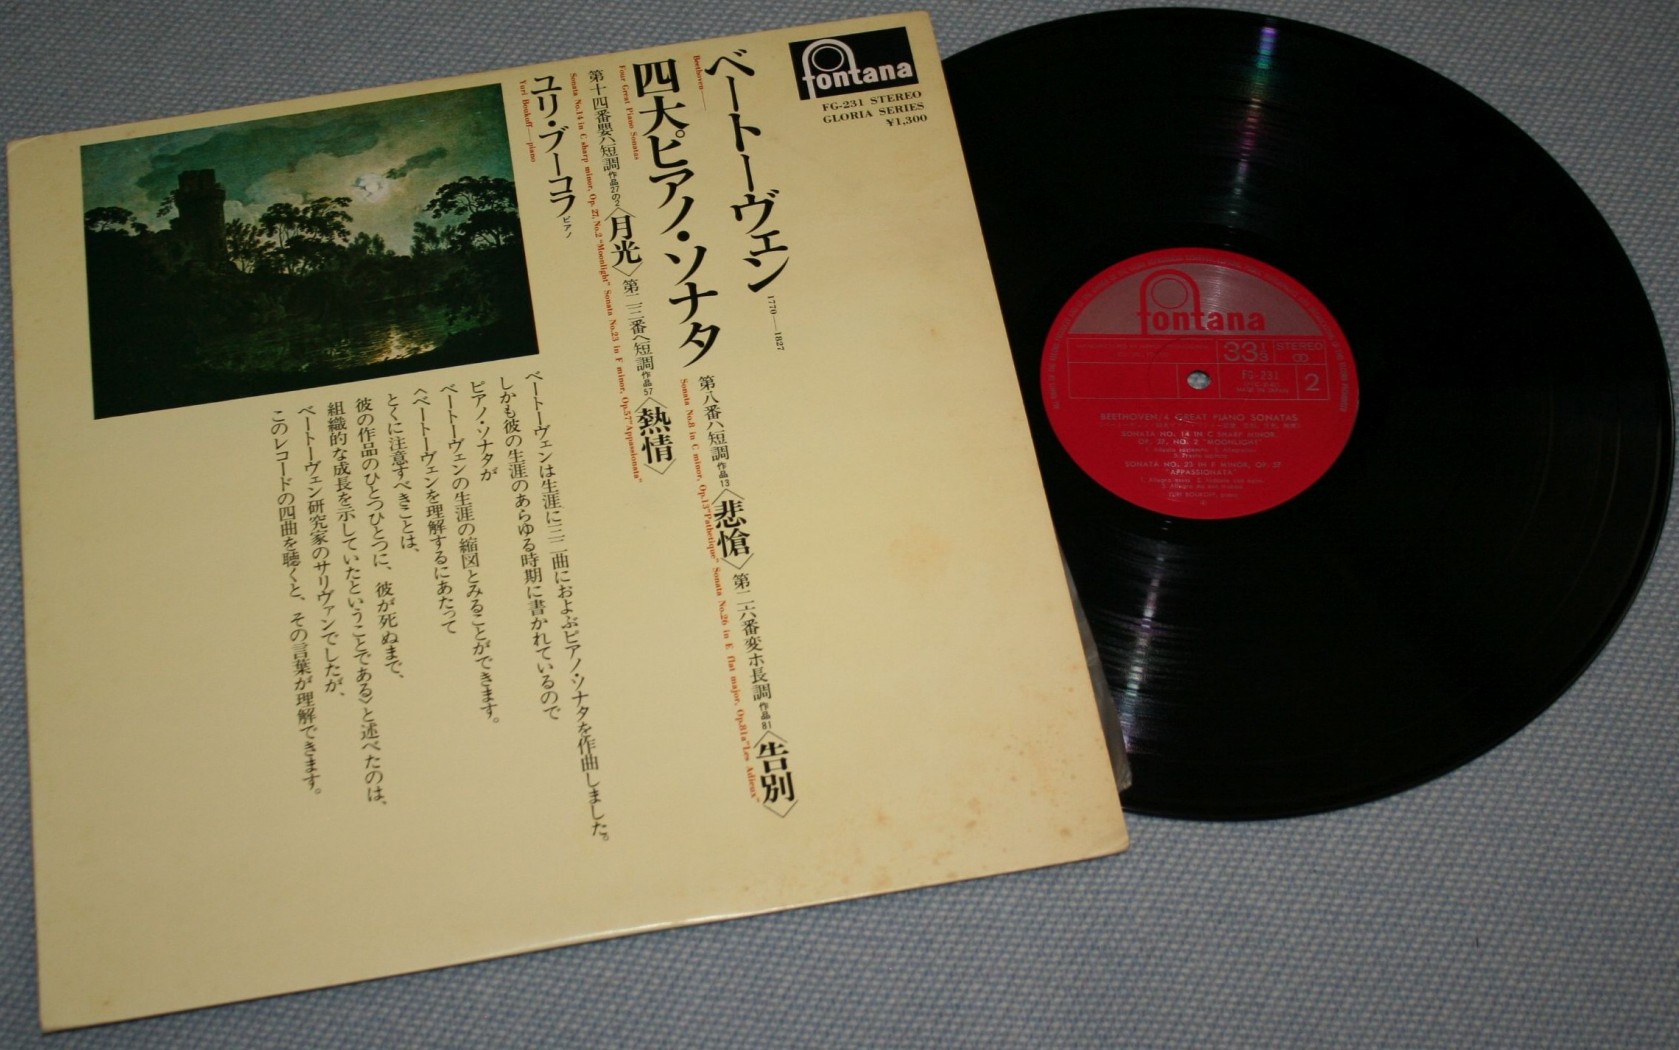 fontana
FG-231 STEREO
GLORIA SERIES
¥1,300
ベートーヴェン 1770—1827
Beethoven
四大ピアノ・ソナタ
Four Great Piano Sonatas
第八番ハ短調 作品13〈悲愴〉 第二六番変ホ長調 作品81〈告別〉
Sonata No.8 in C minor, Op.13"Pathetique" Sonata No.26 in E flat major, Op.81a"Les Adieux"
第十四番嬰ハ短調 作品27の2〈月光〉 第二三番ヘ短調 作品57〈熱情〉
Sonata No.14 in C sharp minor, Op. 27, No.2 "Moonlight" Sonata No.23 in F minor, Op.57"Appassionata"
ユリ・ブーコフ ピアノ
Yuri Boukoff—piano
ベートーヴェンは生涯に三二曲におよぶピアノ・ソナタを作曲しました。
しかも彼の生涯のあらゆる時期に書かれているので
ピアノ・ソナタが
ベートーヴェンの生涯の縮図とみることができます。
〈ベートーヴェンを理解するにあたって
とくに注意すべきことは、
彼の作品のひとつひとつに、彼が死ぬまで、
組織的な成長を示していたということである〉と述べたのは、
ベートーヴェン研究家のサリヴァンでしたが、
このレコードの四曲を聴くと、その言葉が理解できます。
fontana
33 1/3
STEREO
FG-231
MADE IN JAPAN
2
BEETHOVEN/4 GREAT PIANO SONATAS
SONATA NO. 14 IN C SHARP MINOR,
OP. 27, NO. 2 "MOONLIGHT"
1. Adagio sostenuto 2. Allegretto
3. Presto agitato
SONATA NO. 23 IN F MINOR, OP. 57
"APPASSIONATA"
YURI BOUKOFF, piano